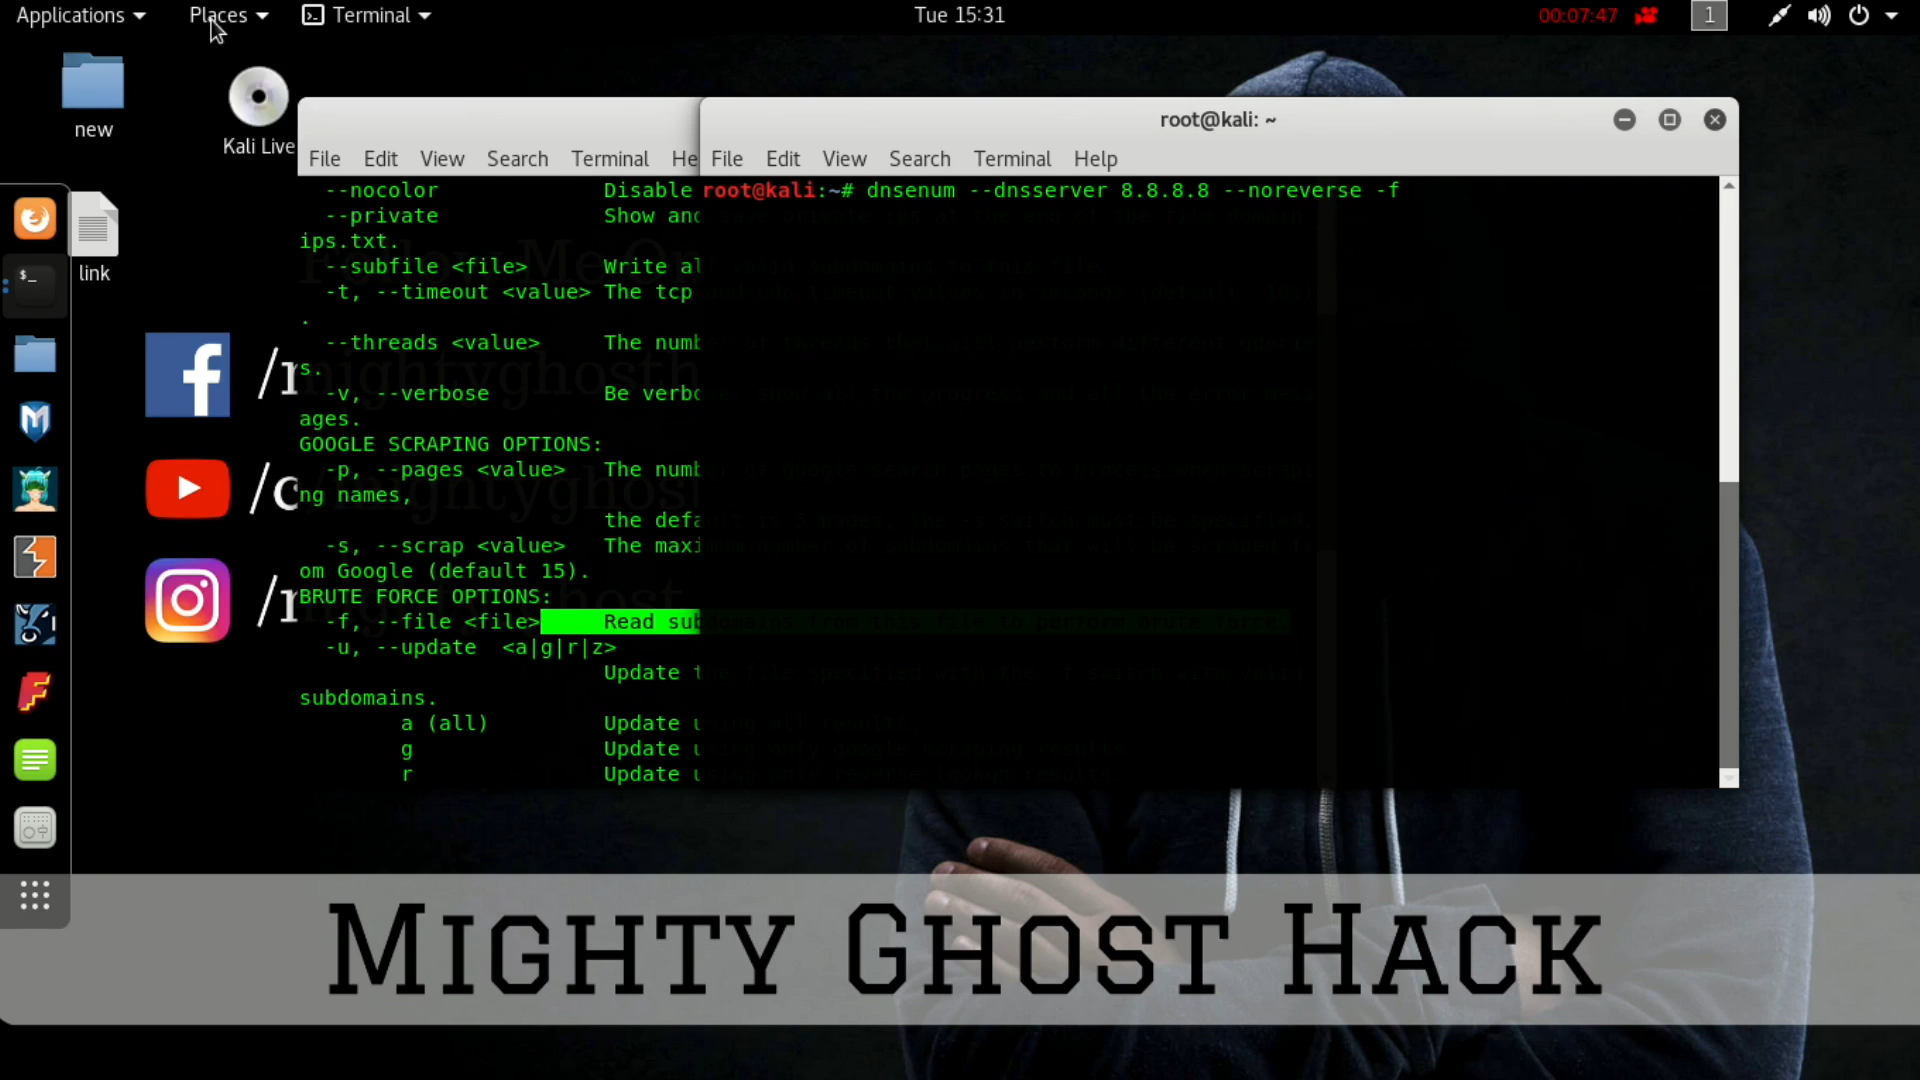 Applications Places Terminal Tue 15:31 00:07:47 1
new
Kali Live
link
root@kali: ~
File Edit View Search Terminal He
File Edit View Search Terminal Help
--nocolor Disable
--private Show and
ips.txt.
--subfile <file> Write al
-t, --timeout <value> The tcp
.
--threads <value> The numb
s.
-v, --verbose Be verbo
ages.
GOOGLE SCRAPING OPTIONS:
-p, --pages <value> The numb
ng names,
the defa
-s, --scrap <value> The maxi
om Google (default 15).
BRUTE FORCE OPTIONS:
-f, --file <file> Read sub
-u, --update <a|g|r|z>
Update t
subdomains.
a (all) Update u
g Update u
r Update u
root@kali:~# dnsenum --dnsserver 8.8.8.8 --noreverse -f
Mighty Ghost Hack